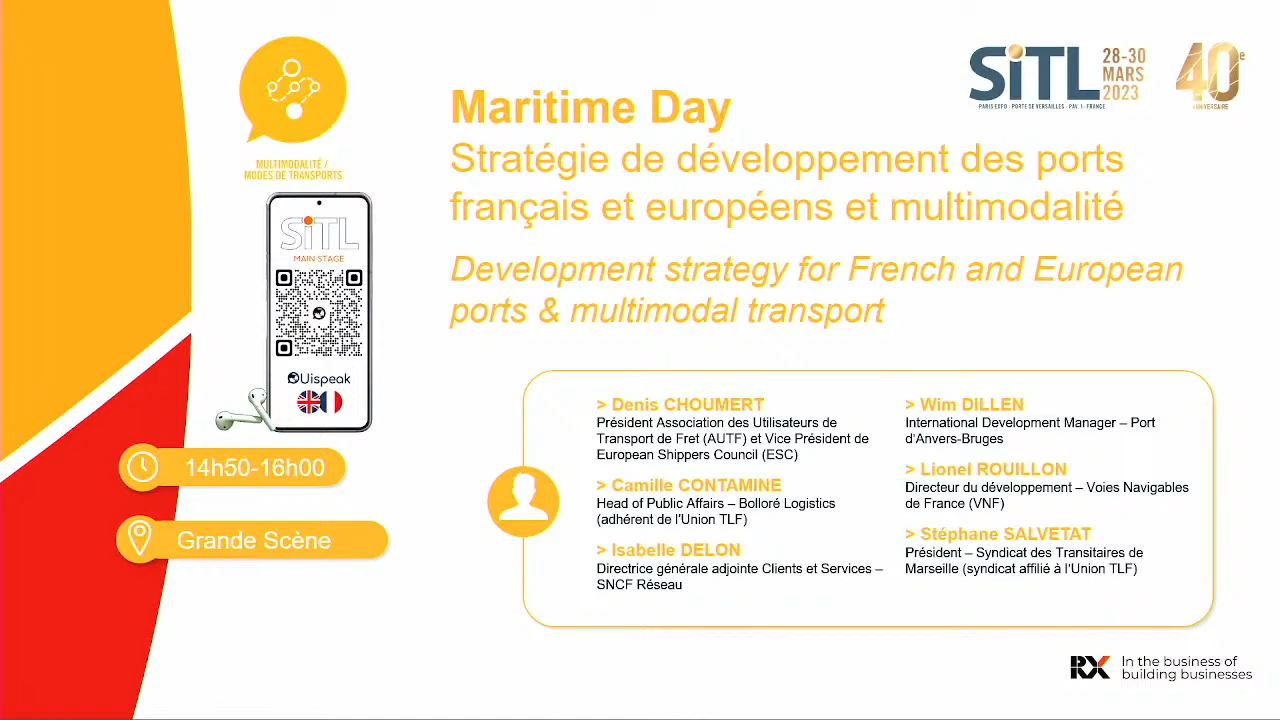 SiTL
28-30
MARS
2023
PARIS EXPO - PORTE DE VERSAILLES - PAV. 1 - FRANCE
40e
ANNIVERSAIRE
Maritime Day
Stratégie de développement des ports
français et européens et multimodalité
Development strategy for French and European
ports & multimodal transport
MULTIMODALITÉ /
MODES DE TRANSPORTS
SiTL
MAIN STAGE
Uispeak
14h50-16h00
Grande Scène
> Denis CHOUMERT
Président Association des Utilisateurs de
Transport de Fret (AUTF) et Vice Président de
European Shippers Council (ESC)
> Camille CONTAMINE
Head of Public Affairs – Bolloré Logistics
(adhérent de l'Union TLF)
> Isabelle DELON
Directrice générale adjointe Clients et Services –
SNCF Réseau
> Wim DILLEN
International Development Manager – Port
d'Anvers-Bruges
> Lionel ROUILLON
Directeur du développement – Voies Navigables
de France (VNF)
> Stéphane SALVETAT
Président – Syndicat des Transitaires de
Marseille (syndicat affilié à l'Union TLF)
RX
In the business of
building businesses